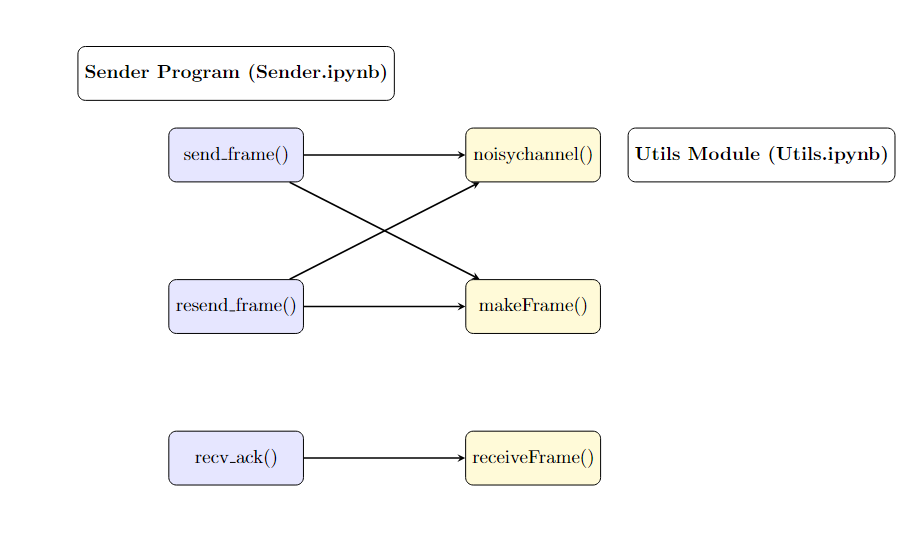 Sender Program (Sender.ipynb)
send_frame()
noisychannel()
Utils Module (Utils.ipynb)
resend_frame()
makeFrame()
recv_ack()
receiveFrame()